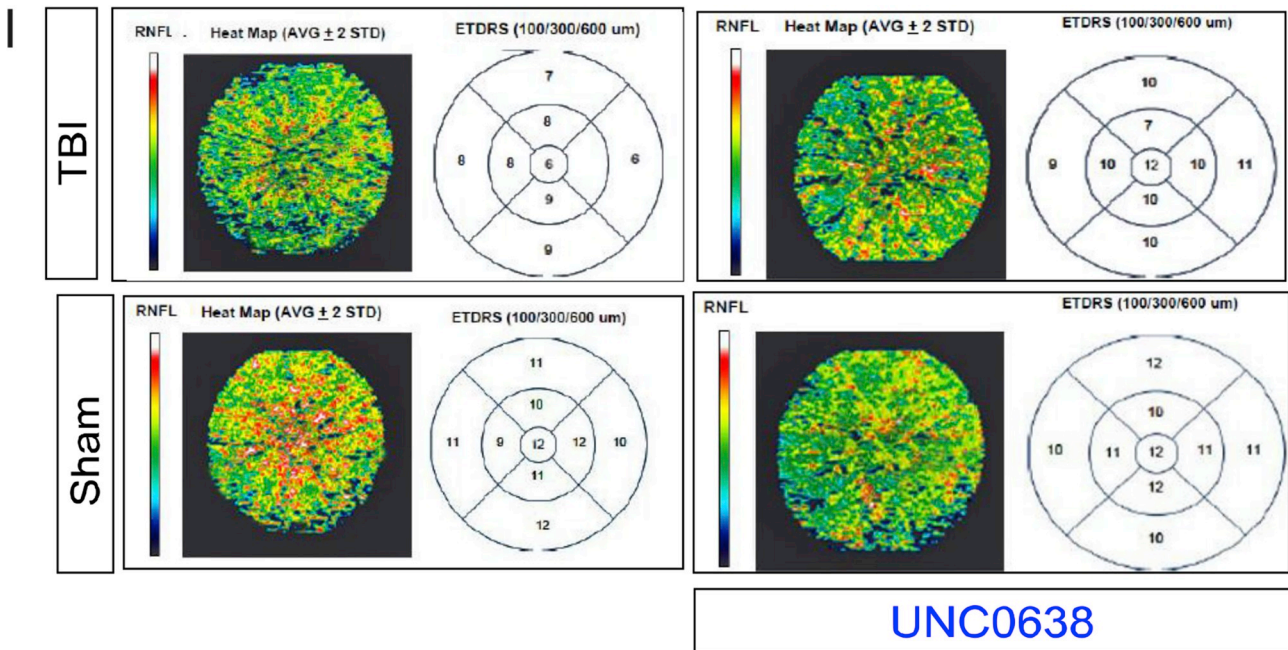 I
TBI
RNFL . Heat Map (AVG ± 2 STD) ETDRS (100/300/600 um)
7
8
8 8 6 6
9
9
RNFL Heat Map (AVG ± 2 STD) ETDRS (100/300/600 um)
10
7
9 10 12 10 11
10
10
Sham
RNFL Heat Map (AVG ± 2 STD) ETDRS (100/300/600 um)
11
10
11 9 12 12 10
11
12
RNFL ETDRS (100/300/600 um)
12
10
10 11 12 11 11
12
10
UNC0638